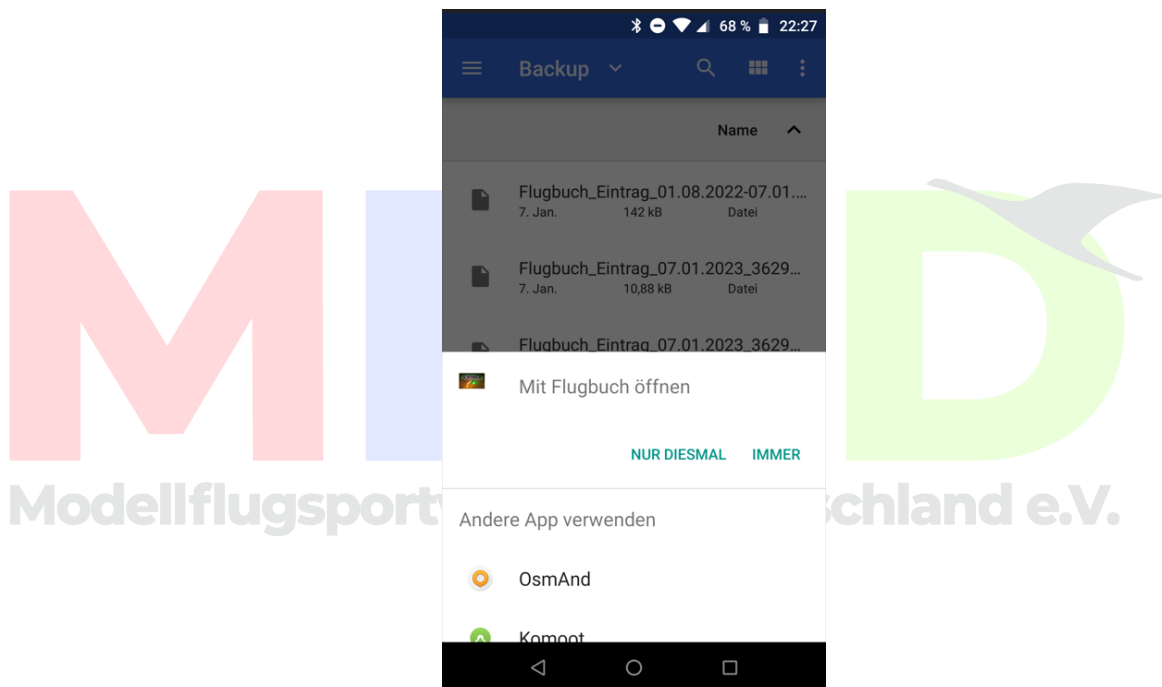 68 % 22:27
Backup
Name
Flugbuch_Eintrag_01.08.2022-07.01....
7. Jan. 142 kB Datei
Flugbuch_Eintrag_07.01.2023_3629...
7. Jan. 10,88 kB Datei
Flugbuch_Eintrag_07.01.2023_3629...
Mit Flugbuch öffnen
NUR DIESMAL IMMER
Andere App verwenden
OsmAnd
Komoot
M D
Modellflugsport schland e.V.